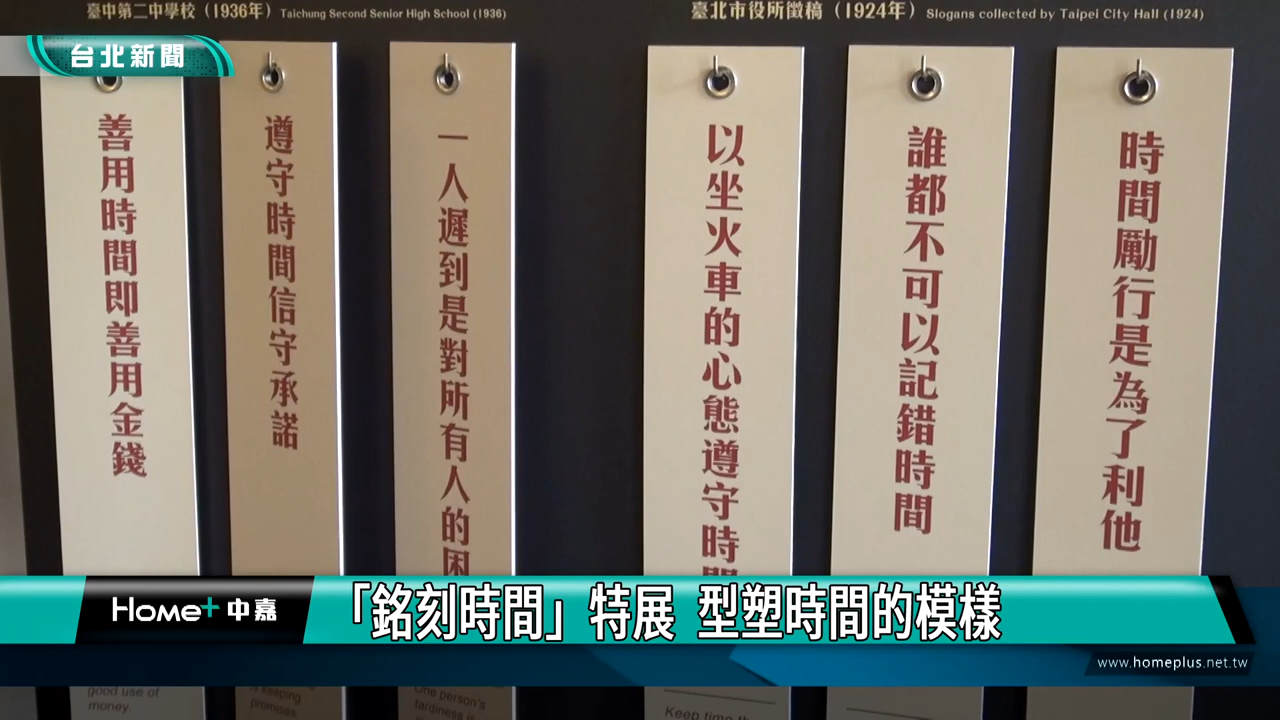 臺中第二中學校（1936年） Taichung Second Senior High School (1936)
臺北市役所徵稿（1924年） Slogans collected by Taipei City Hall (1924)
台北新聞
善用時間即善用金錢
遵守時間信守承諾
一人遲到是對所有人的困
以坐火車的心態遵守時間
誰都不可以記錯時間
時間勵行是為了利他
Home+ 中嘉
「銘刻時間」特展 型塑時間的模樣
www.homeplus.net.tw
good use of
money.
is keeping
promises
One person's
tardiness is
Keep time th